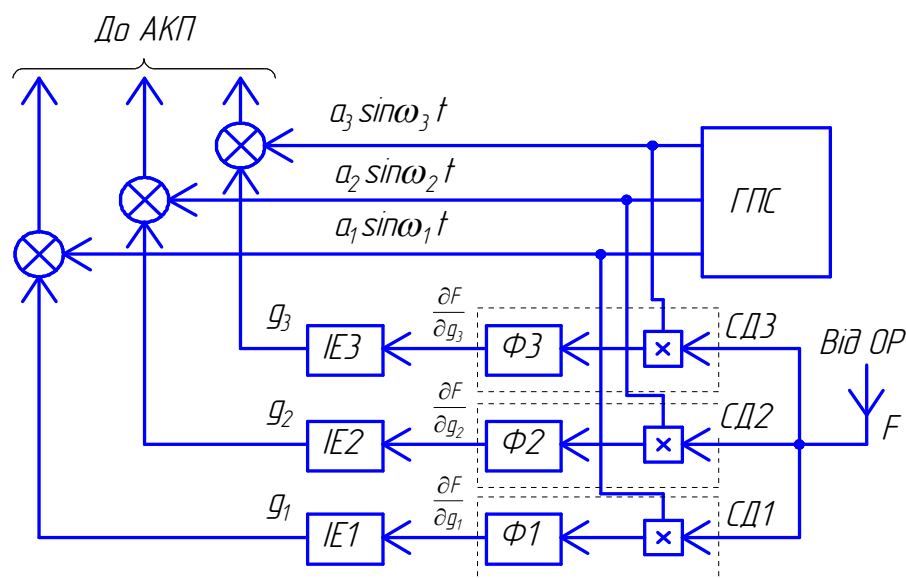 До АКП
a₃ sinω₃ t
a₂ sinω₂ t
a₁ sinω₁ t
ГПС
g₃
ІЕ3
∂F/∂g₃
Ф3
×
СД3
Від ОР
F
g₂
ІЕ2
∂F/∂g₂
Ф2
×
СД2
g₁
ІЕ1
∂F/∂g₁
Ф1
×
СД1